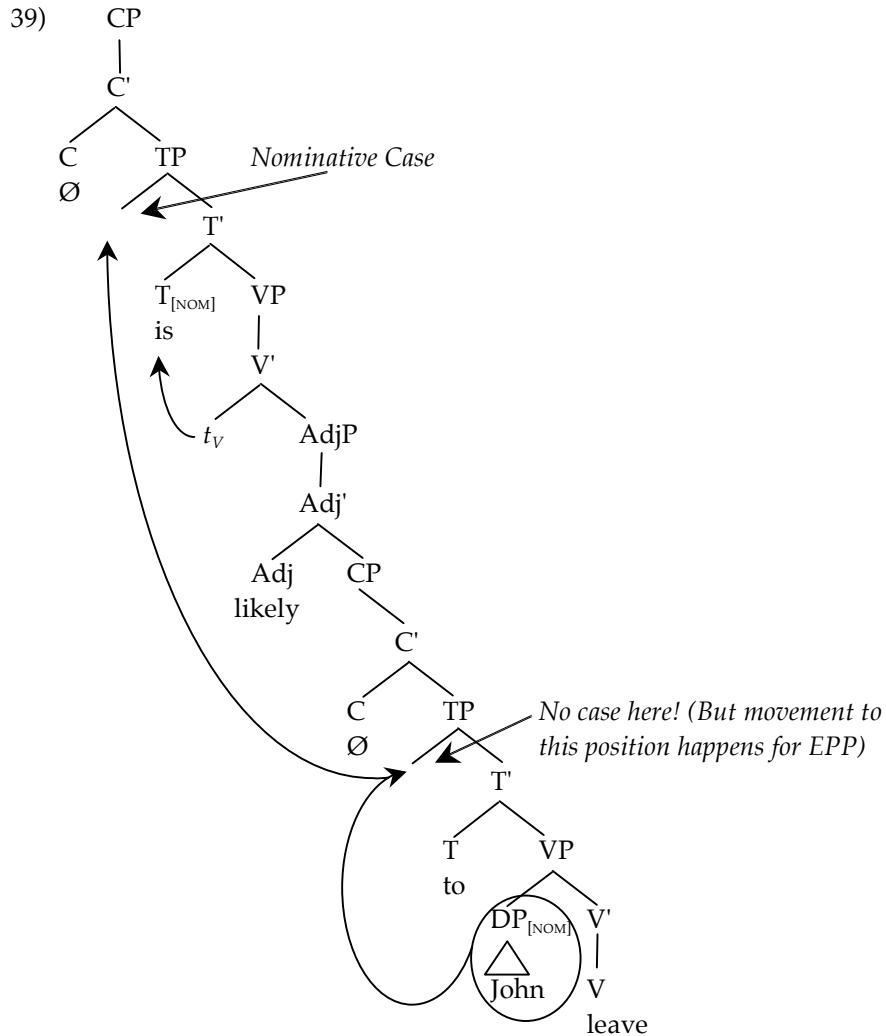 39) CP
C'
C TP Nominative Case
Ø
T'
T[NOM] VP
is
V'
tV AdjP
Adj'
Adj CP
likely
C'
C TP No case here! (But movement to
Ø this position happens for EPP)
T'
T VP
to
DP[NOM] V'
John V
leave